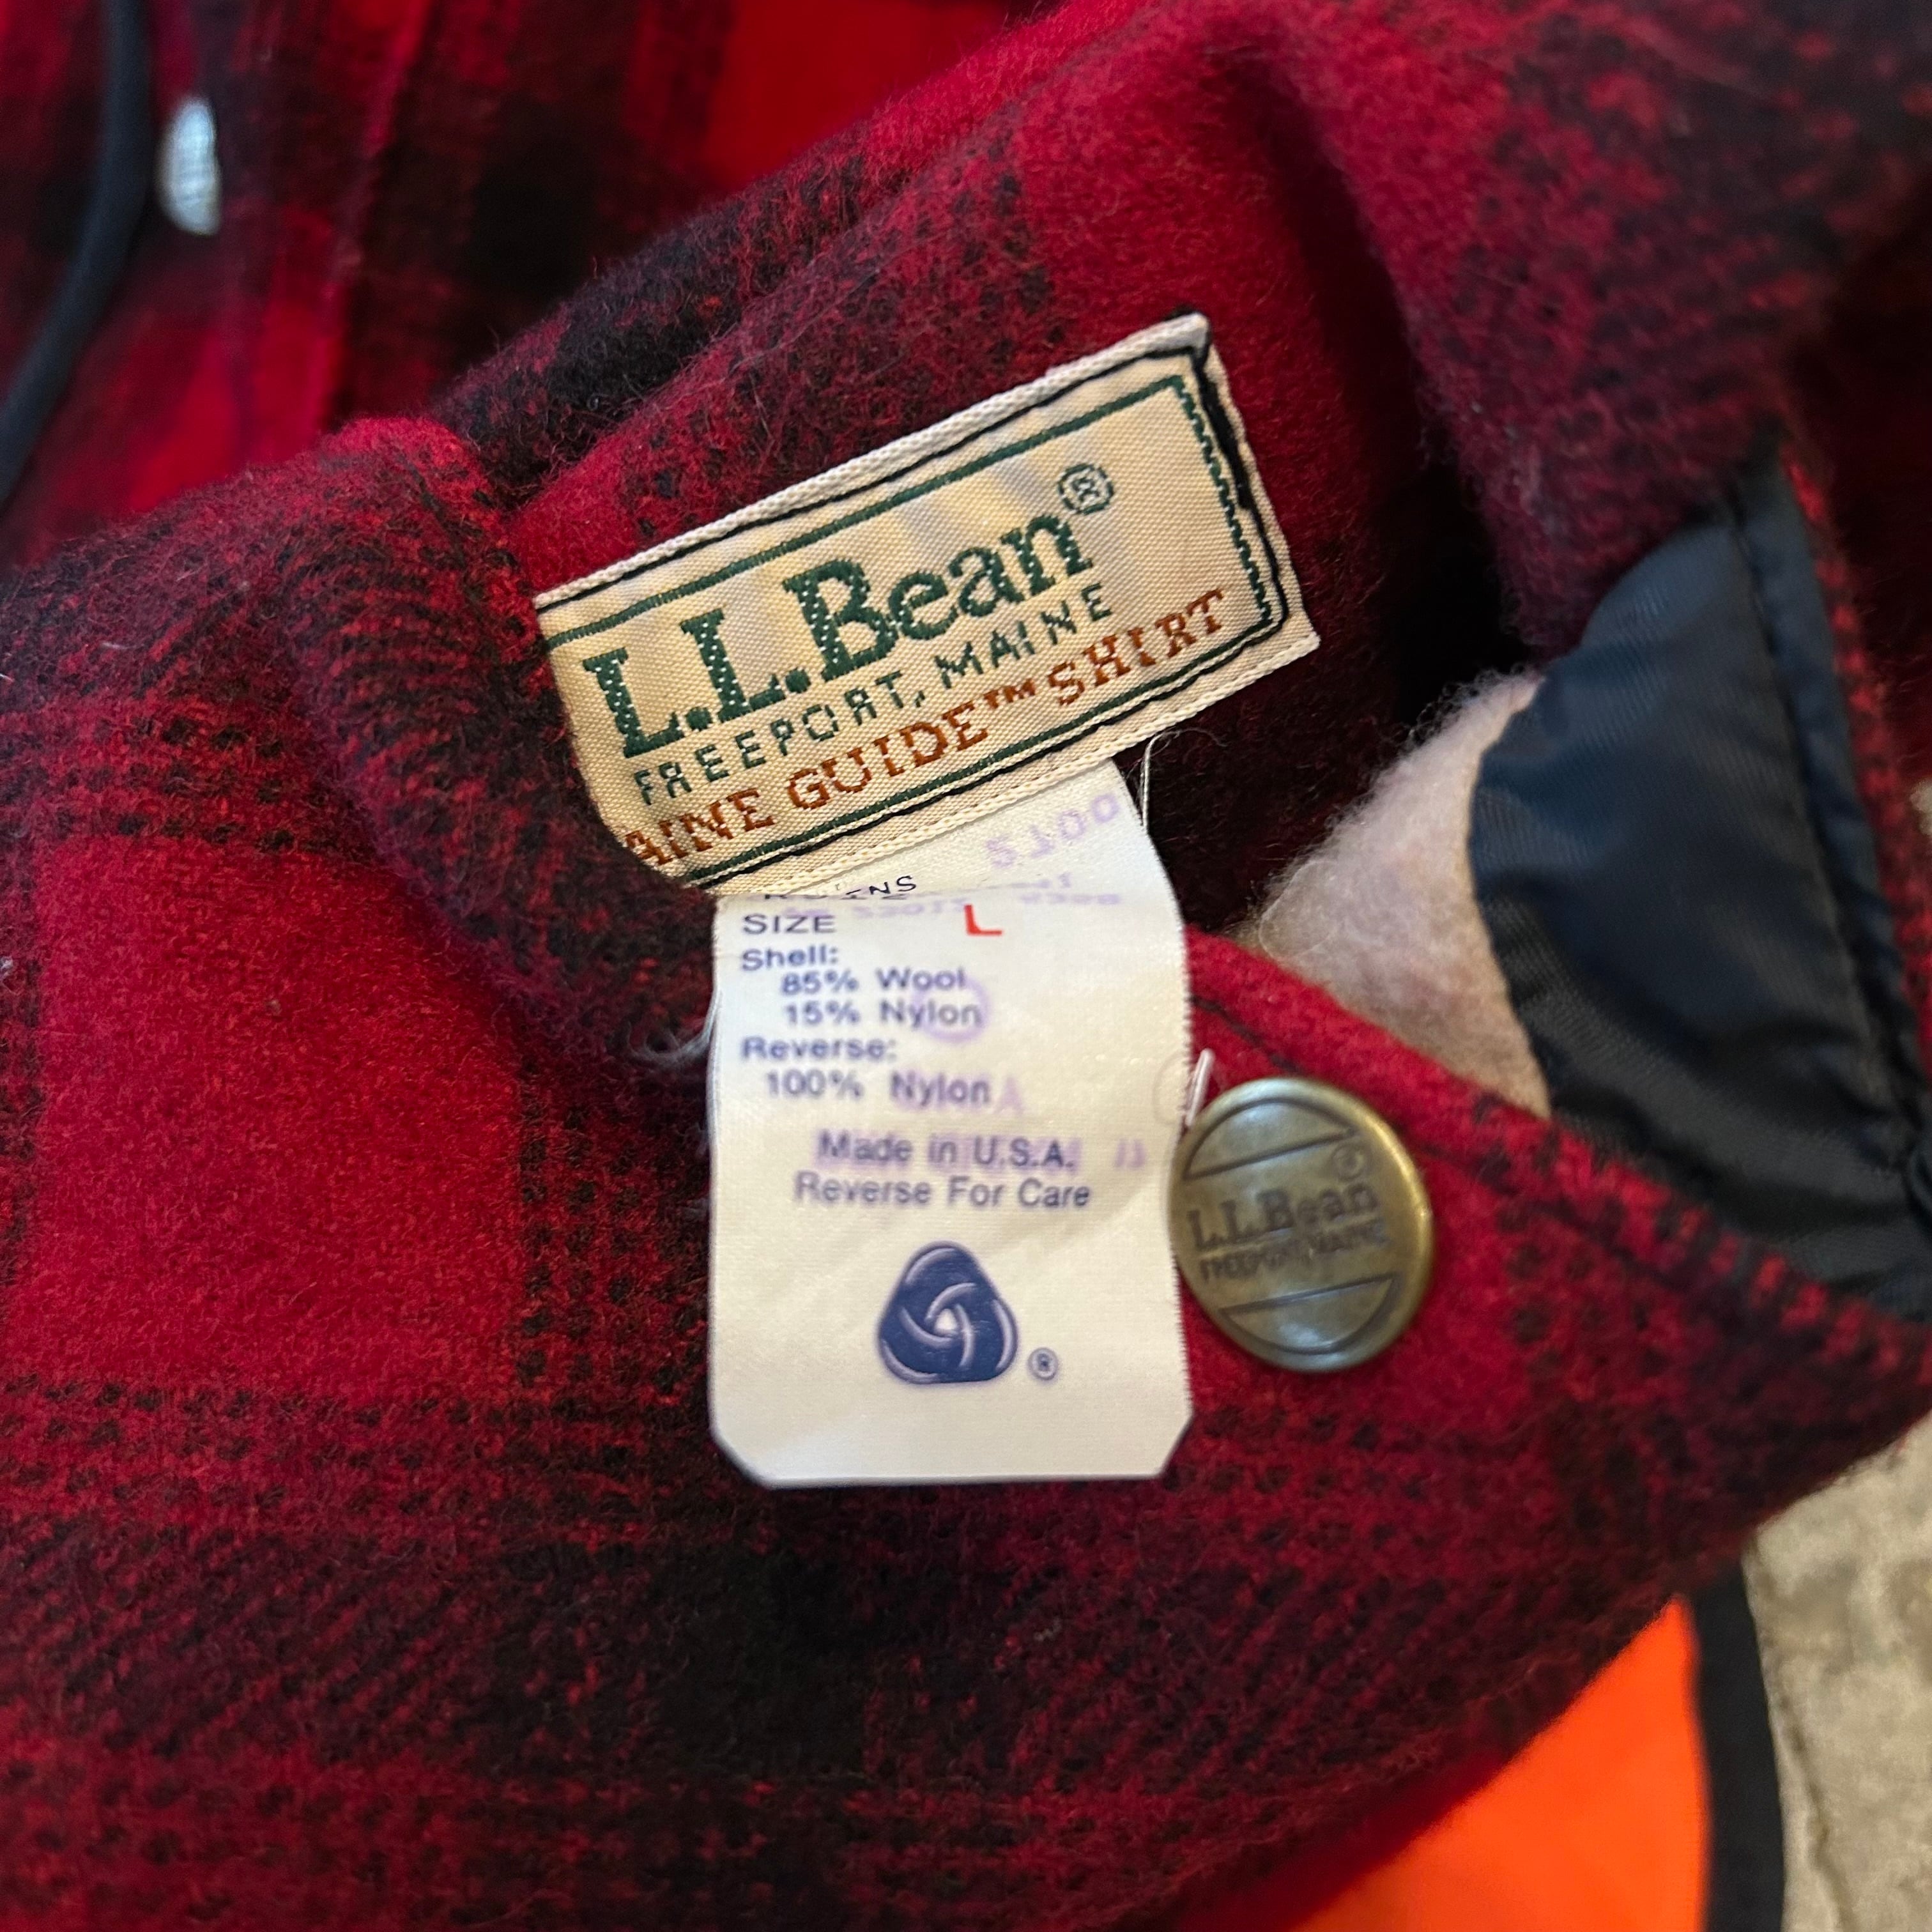 L.L.Bean®
FREEPORT, MAINE
AINE GUIDE™ SHIRT
SIZE L
Shell:
85% Wool
15% Nylon
Reverse:
100% Nylon
Made in U.S.A.
Reverse For Care
®
L.L.Bean®
FREEPORT, MAINE